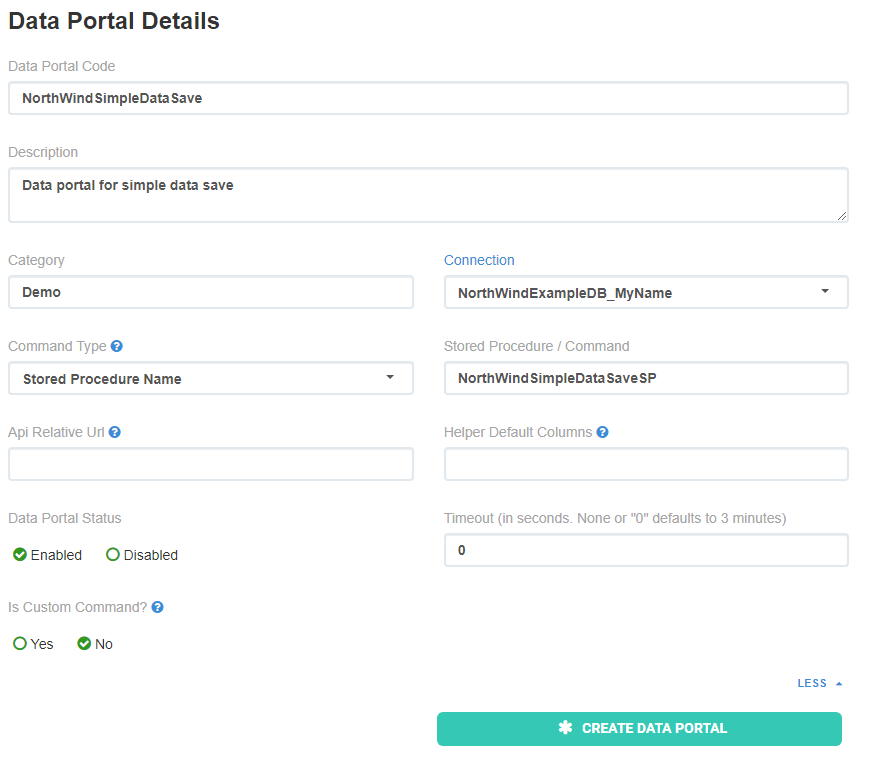 Data Portal Details
Data Portal Code
NorthWindSimpleDataSave
Description
Data portal for simple data save
Category
Connection
Demo
NorthWindExampleDB_MyName
Command Type ?
Stored Procedure / Command
Stored Procedure Name
NorthWindSimpleDataSaveSP
Api Relative Url ?
Helper Default Columns ?
Data Portal Status
Timeout (in seconds. None or "0" defaults to 3 minutes)
Enabled Disabled
0
Is Custom Command? ?
Yes No
LESS
CREATE DATA PORTAL